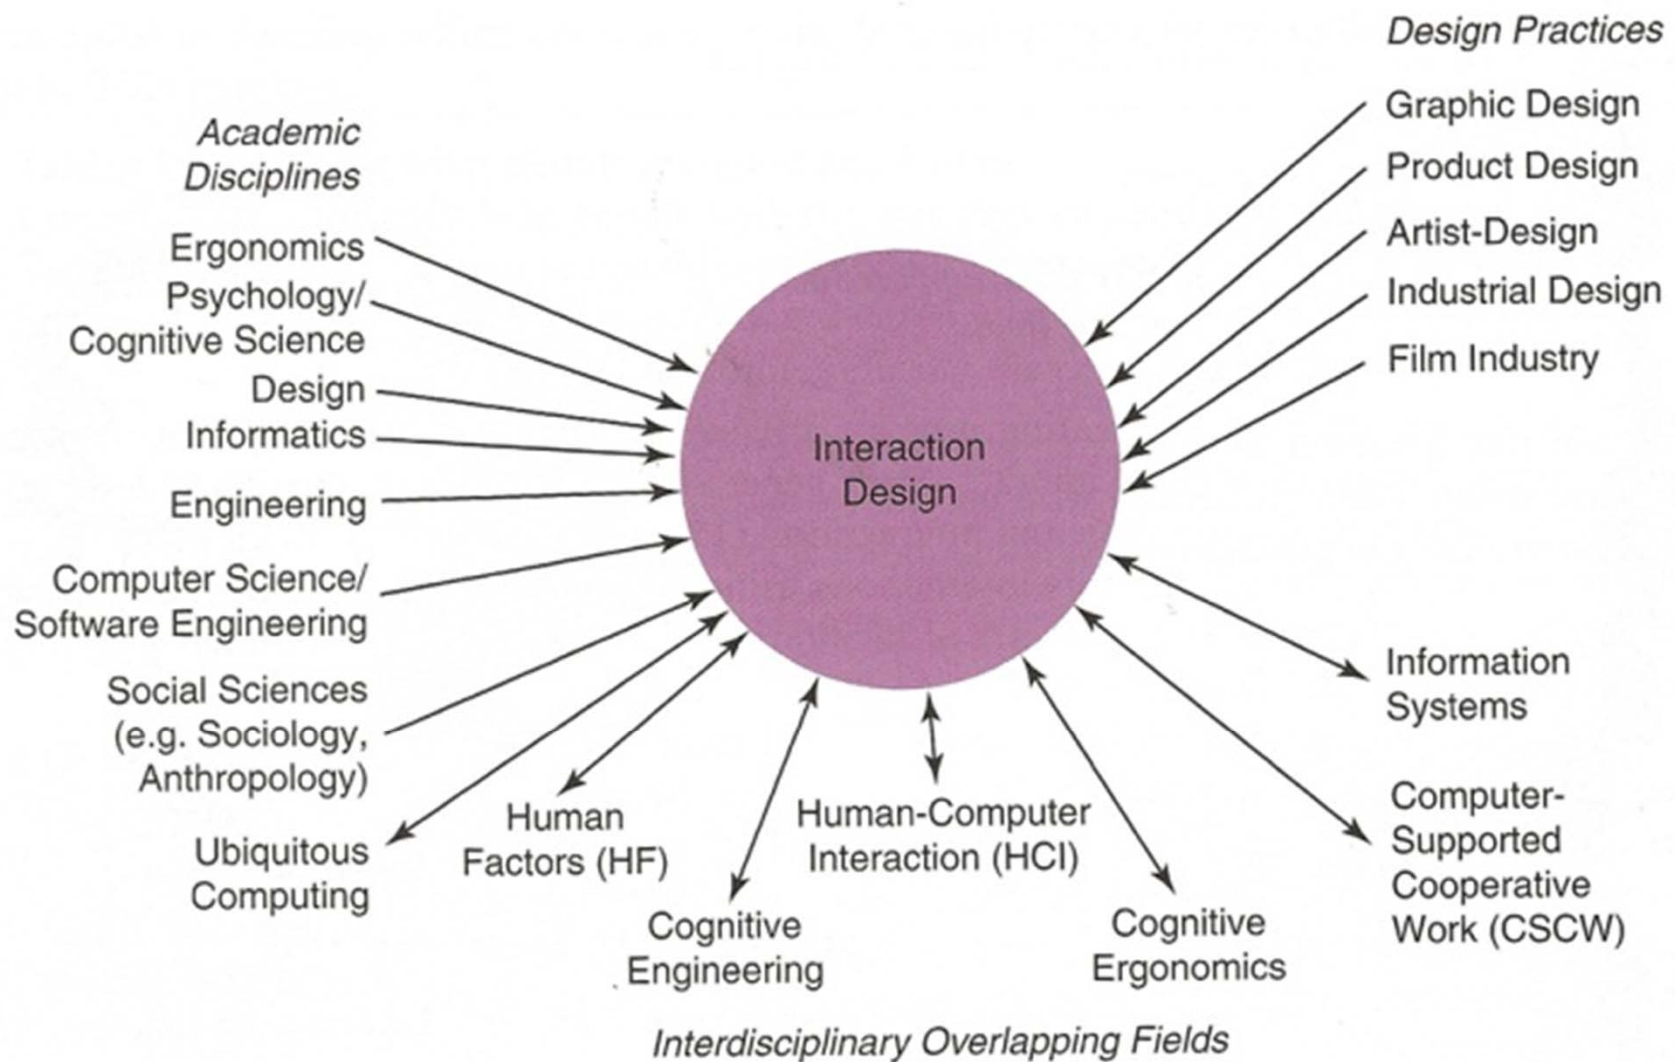 Design Practices
Graphic Design
Product Design
Artist-Design
Industrial Design
Film Industry
Academic
Disciplines
Ergonomics
Psychology/
Cognitive Science
Design
Informatics
Engineering
Computer Science/
Software Engineering
Social Sciences
(e.g. Sociology,
Anthropology)
Ubiquitous
Computing
Interaction
Design
Human
Factors (HF)
Cognitive
Engineering
Human-Computer
Interaction (HCI)
Cognitive
Ergonomics
Information
Systems
Computer-
Supported
Cooperative
Work (CSCW)
Interdisciplinary Overlapping Fields